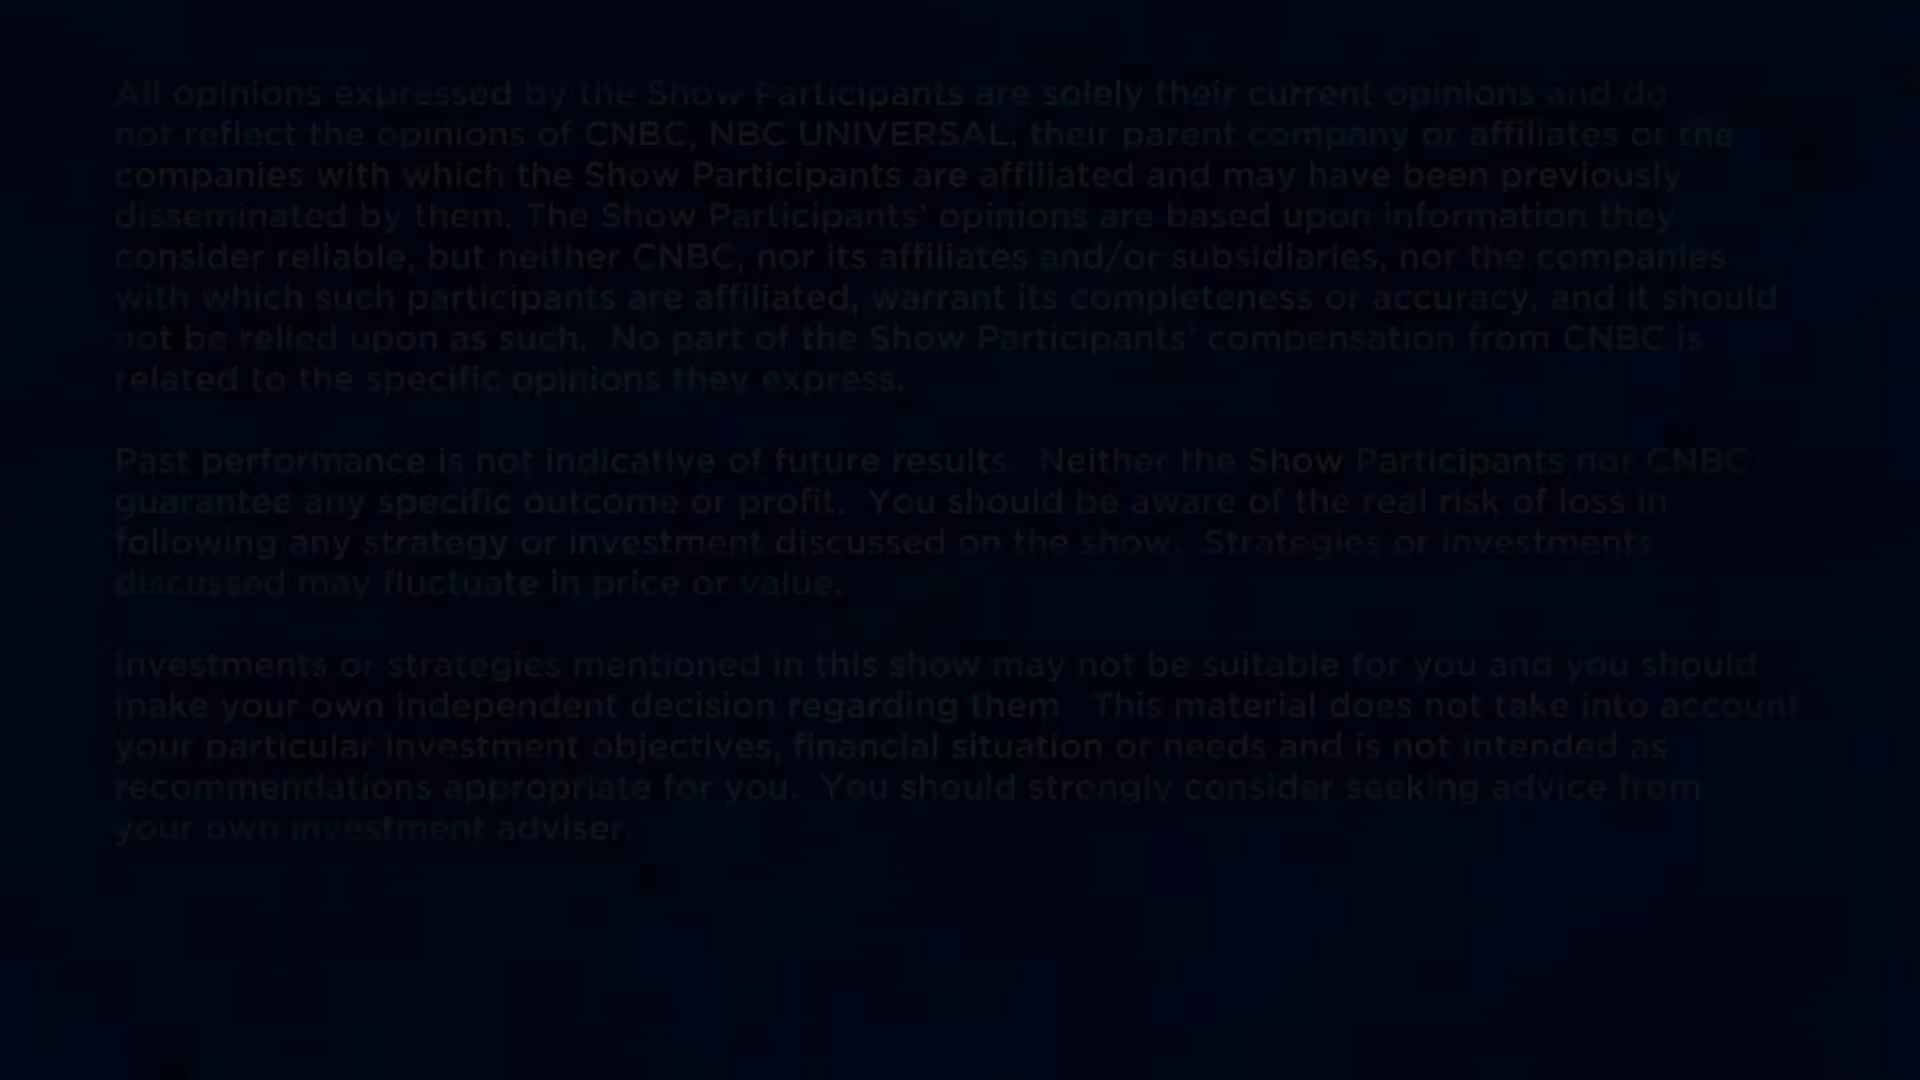 All opinions expressed by the Show Participants are solely their current opinions and do
not reflect the opinions of CNBC, NBC UNIVERSAL, their parent company or affiliates or the
companies with which the Show Participants are affiliated and may have been previously
disseminated by them. The Show Participants' opinions are based upon information they
consider reliable, but neither CNBC, nor its affiliates and/or subsidiaries, nor the companies
with which such participants are affiliated, warrant its completeness or accuracy, and it should
not be relied upon as such. No part of the Show Participants' compensation from CNBC is
related to the specific opinions they express.
Past performance is not indicative of future results. Neither the Show Participants nor CNBC
guarantee any specific outcome or profit. You should be aware of the real risk of loss in
following any strategy or investment discussed on the show. Strategies or investments
discussed may fluctuate in price or value.
Investments or strategies mentioned in this show may not be suitable for you and you should
make your own independent decision regarding them. This material does not take into account
your particular investment objectives, financial situation or needs and is not intended as
recommendations appropriate for you. You should strongly consider seeking advice from
your own investment adviser.